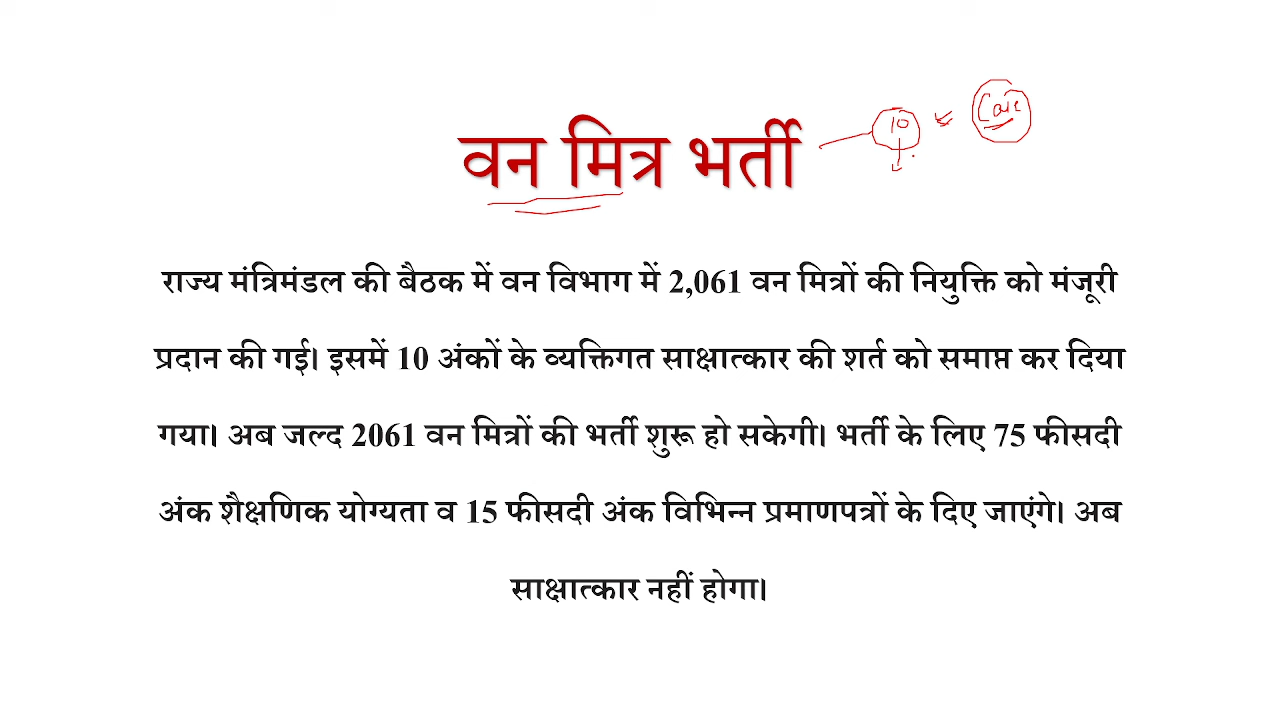 वन मित्र भर्ती
10
राज्य मंत्रिमंडल की बैठक में वन विभाग में 2,061 वन मित्रों की नियुक्ति को मंजूरी
प्रदान की गई। इसमें 10 अंकों के व्यक्तिगत साक्षात्कार की शर्त को समाप्त कर दिया
गया। अब जल्द 2061 वन मित्रों की भर्ती शुरू हो सकेगी। भर्ती के लिए 75 फीसदी
अंक शैक्षणिक योग्यता व 15 फीसदी अंक विभिन्न प्रमाणपत्रों के दिए जाएंगे। अब
साक्षात्कार नहीं होगा।